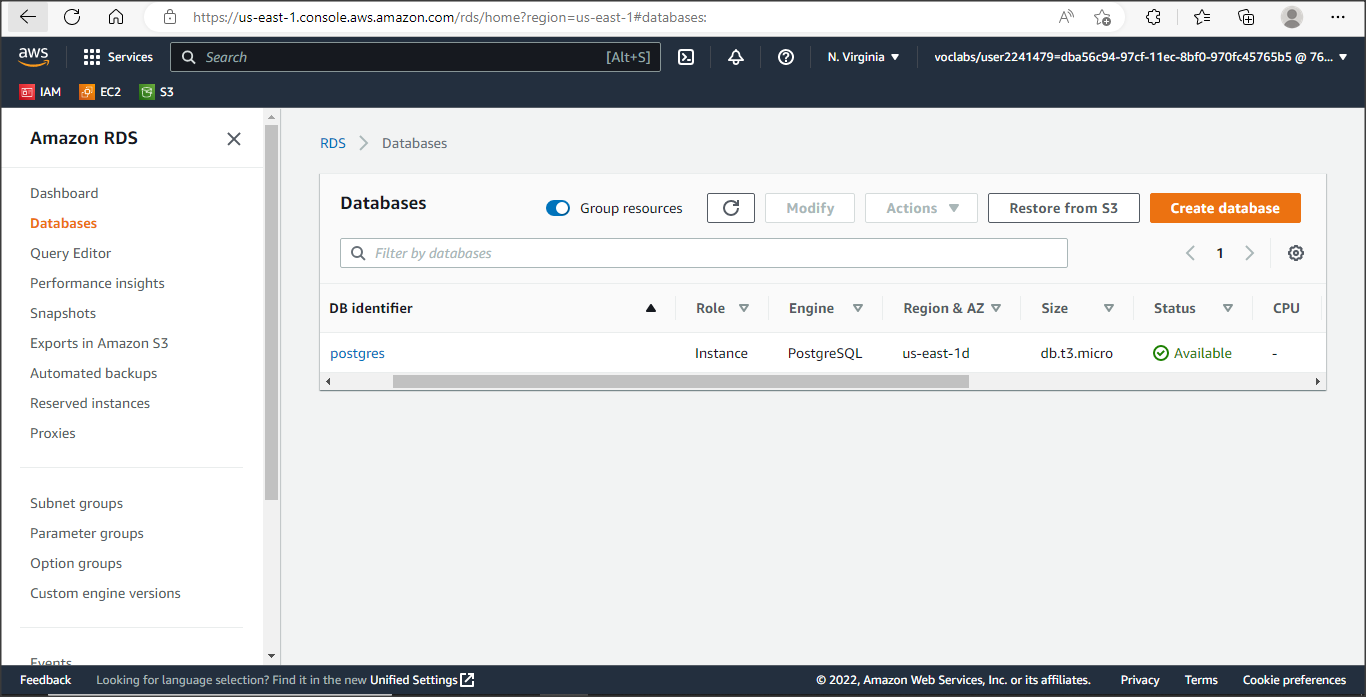 https://us-east-1.console.aws.amazon.com/rds/home?region=us-east-1#databases:
aws Services Search [Alt+S] N. Virginia voclabs/user2241479=dba56c94-97cf-11ec-8bf0-970fc45765b5 @ 76...
IAM EC2 S3
Amazon RDS
Dashboard
Databases
Query Editor
Performance insights
Snapshots
Exports in Amazon S3
Automated backups
Reserved instances
Proxies
Subnet groups
Parameter groups
Option groups
Custom engine versions
Events
RDS Databases
Databases Group resources Modify Actions Restore from S3 Create database
Filter by databases 1
DB identifier Role Engine Region & AZ Size Status CPU
postgres Instance PostgreSQL us-east-1d db.t3.micro Available -
Feedback Looking for language selection? Find it in the new Unified Settings © 2022, Amazon Web Services, Inc. or its affiliates. Privacy Terms Cookie preferences